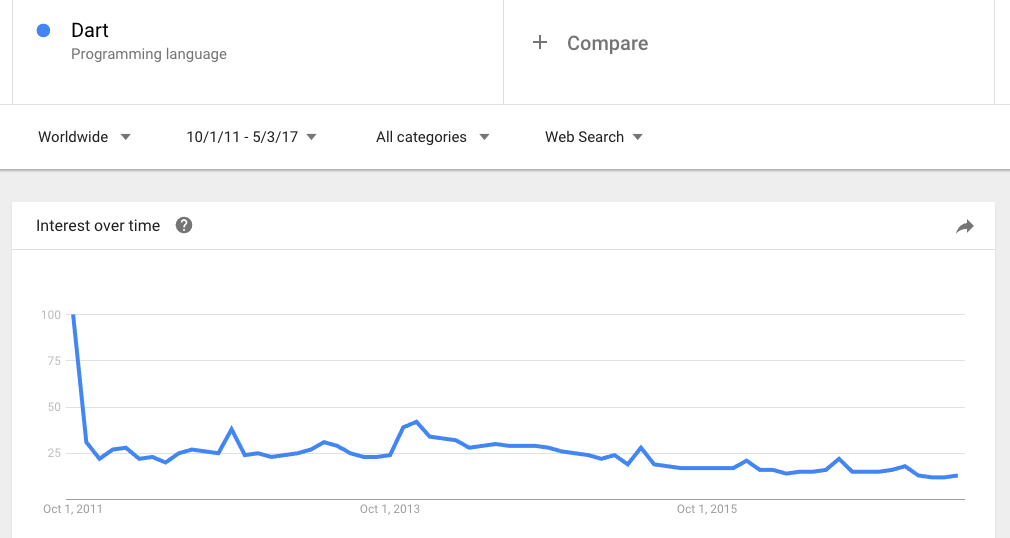 Dart
Programming language
+ Compare
Worldwide 10/1/11 - 5/3/17 All categories Web Search
Interest over time ?
100
75
50
25
Oct 1, 2011 Oct 1, 2013 Oct 1, 2015